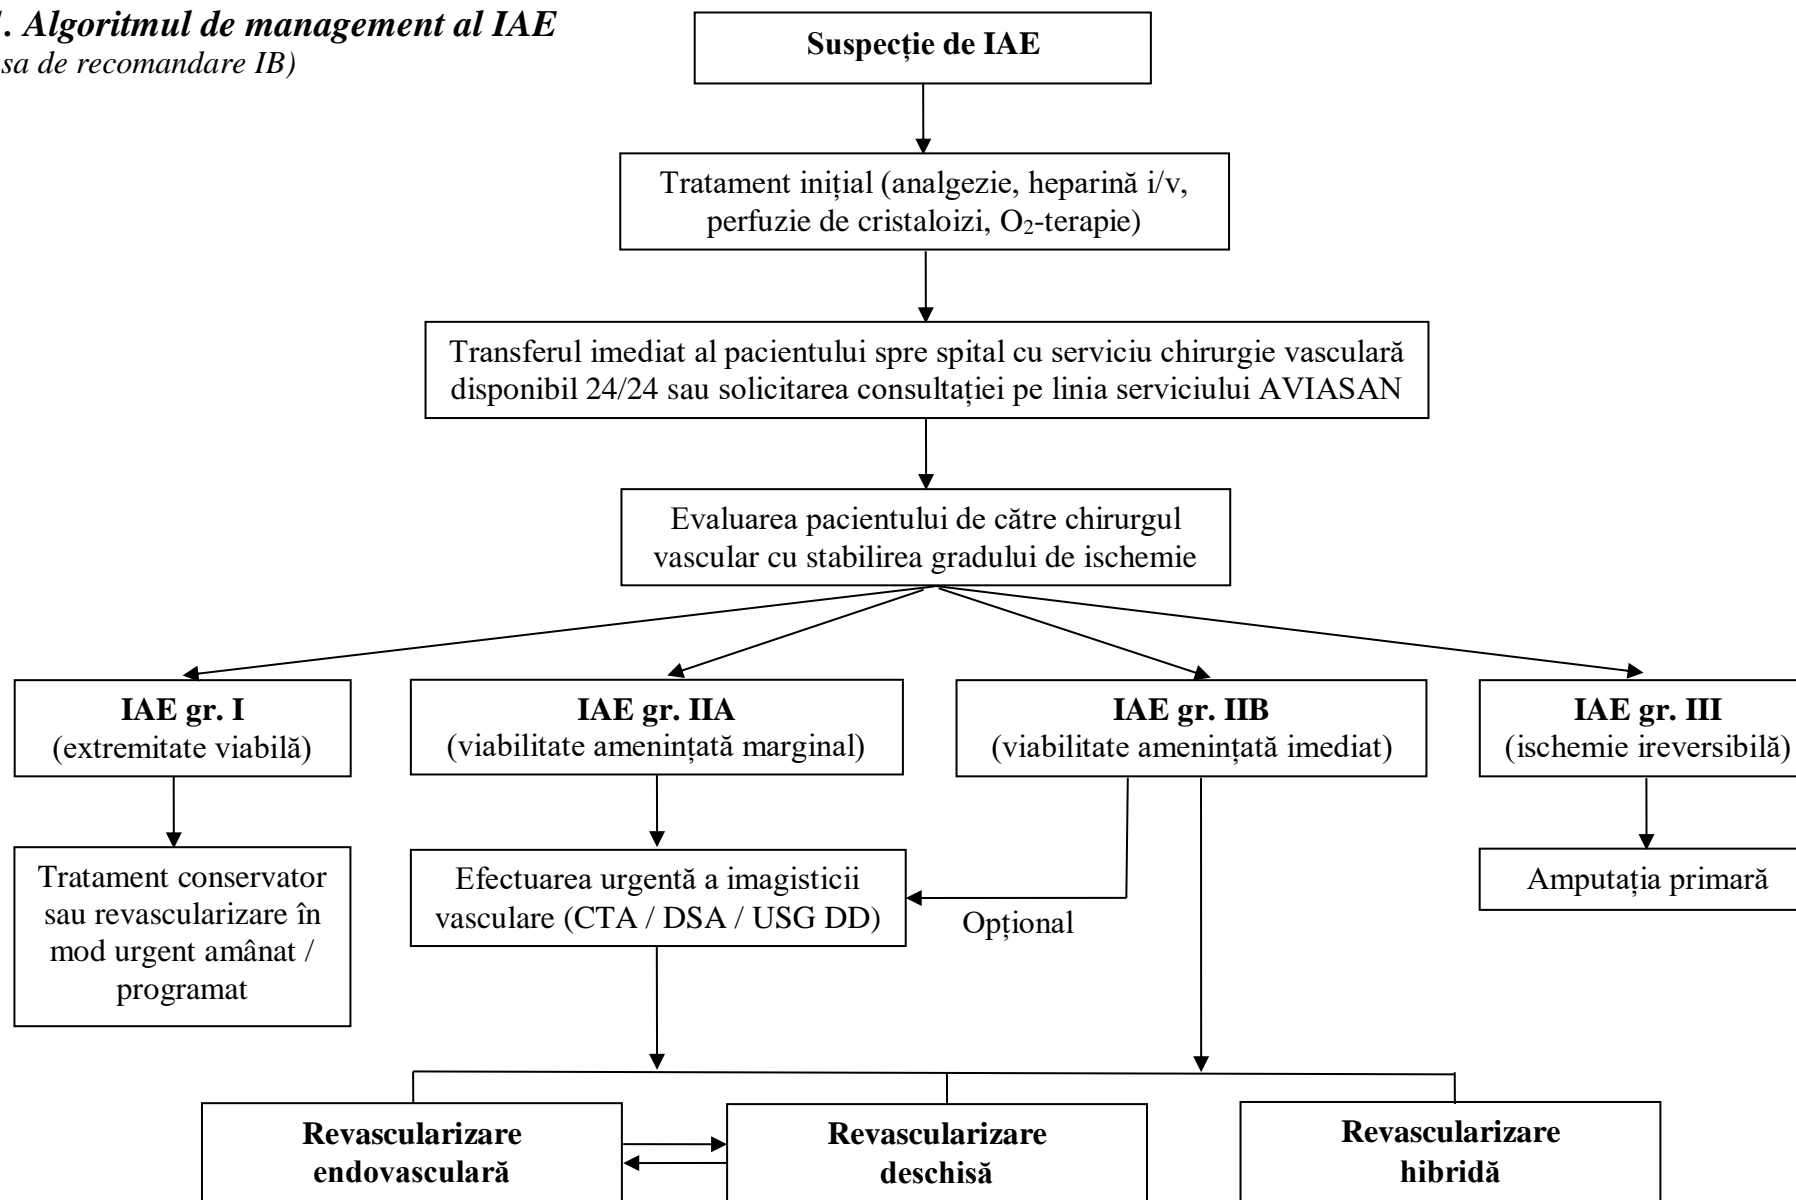 . Algoritmul de management al IAE
sa de recomandare IB)
Suspecție de IAE
Tratament inițial (analgezie, heparină i/v,
perfuzie de cristaloizi, O₂-terapie)
Transferul imediat al pacientului spre spital cu serviciu chirurgie vasculară
disponibil 24/24 sau solicitarea consultației pe linia serviciului AVIASAN
Evaluarea pacientului de către chirurgul
vascular cu stabilirea gradului de ischemie
IAE gr. I
(extremitate viabilă)
IAE gr. IIA
(viabilitate amenințată marginal)
IAE gr. IIB
(viabilitate amenințată imediat)
IAE gr. III
(ischemie ireversibilă)
Tratament conservator
sau revascularizare în
mod urgent amânat /
programat
Efectuarea urgentă a imagisticii
vasculare (CTA / DSA / USG DD)
Opțional
Amputația primară
Revascularizare
endovasculară
Revascularizare
deschisă
Revascularizare
hibridă